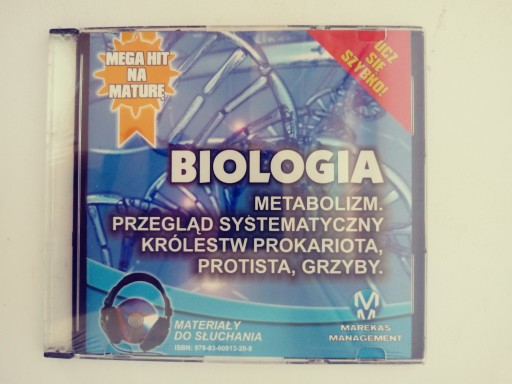 MEGA HIT
NA
MATURĘ
UCZ
SIĘ
SZYBKO!
BIOLOGIA
METABOLIZM.
PRZEGLĄD SYSTEMATYCZNY
KRÓLESTW PROKARIOTA,
PROTISTA, GRZYBY.
MATERIAŁY
DO SŁUCHANIA
MAREKAS
MANAGEMENT